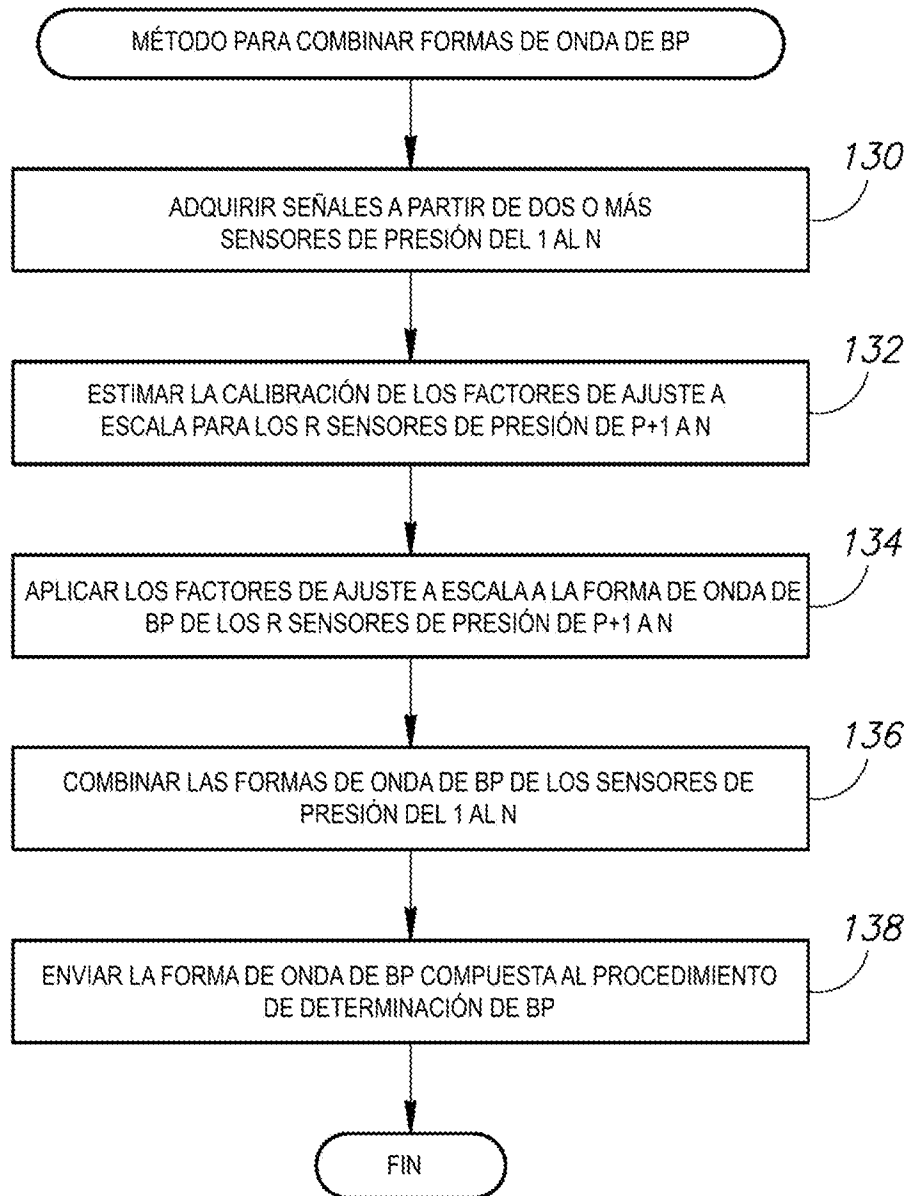 MÉTODO PARA COMBINAR FORMAS DE ONDA DE BP
130
ADQUIRIR SEÑALES A PARTIR DE DOS O MÁS
SENSORES DE PRESIÓN DEL 1 AL N
132
ESTIMAR LA CALIBRACIÓN DE LOS FACTORES DE AJUSTE A
ESCALA PARA LOS R SENSORES DE PRESIÓN DE P+1 A N
134
APLICAR LOS FACTORES DE AJUSTE A ESCALA A LA FORMA DE ONDA DE
BP DE LOS R SENSORES DE PRESIÓN DE P+1 A N
136
COMBINAR LAS FORMAS DE ONDA DE BP DE LOS SENSORES DE
PRESIÓN DEL 1 AL N
138
ENVIAR LA FORMA DE ONDA DE BP COMPUESTA AL PROCEDIMIENTO
DE DETERMINACIÓN DE BP
FIN